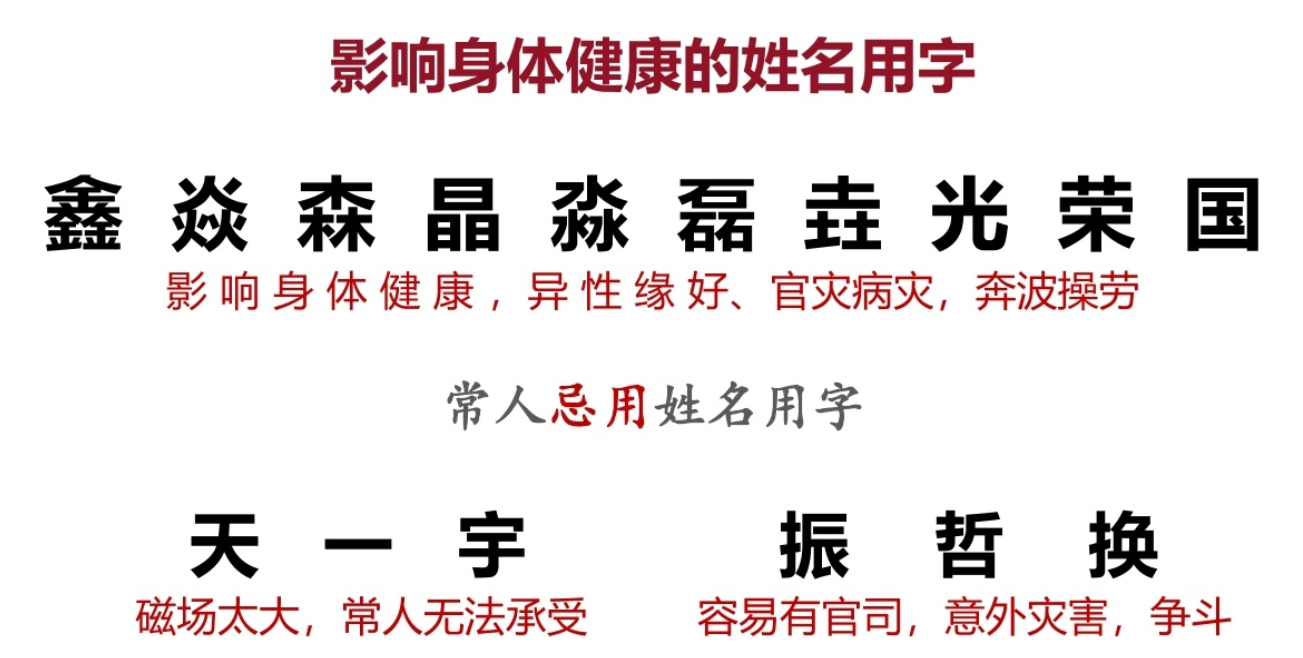 影响身体健康的姓名用字
鑫 焱 森 晶 淼 磊 垚 光 荣 国
影响身体健康，异性缘好、官灾病灾，奔波操劳
常人忌用姓名用字
天 一 宇
振 哲 换
磁场太大，常人无法承受
容易有官司，意外灾害，争斗